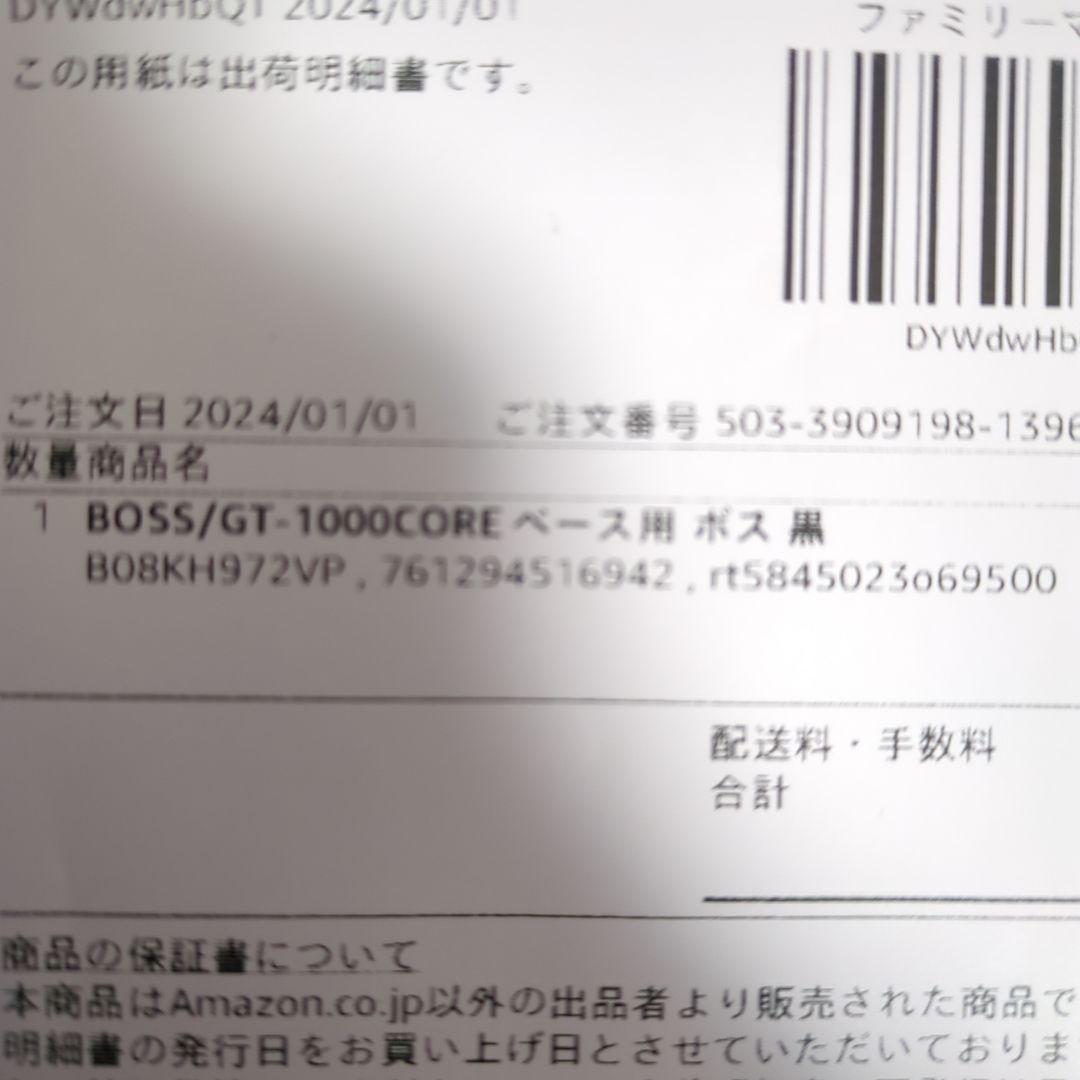 DYWdwHbQT 2024/01/01
ファミリーマ
この用紙は出荷明細書です。
DYWdwHb
ご注文日 2024/01/01 ご注文番号 503-3909198-1396
数量商品名
1 BOSS/GT-1000CORE ベース用 ボス 黒
B08KH972VP , 761294516942 , rt5845023o69500
配送料・手数料
合計
商品の保証書について
本商品はAmazon.co.jp以外の出品者より販売された商品で
明細書の発行日をお買い上げ日とさせていただいておりま